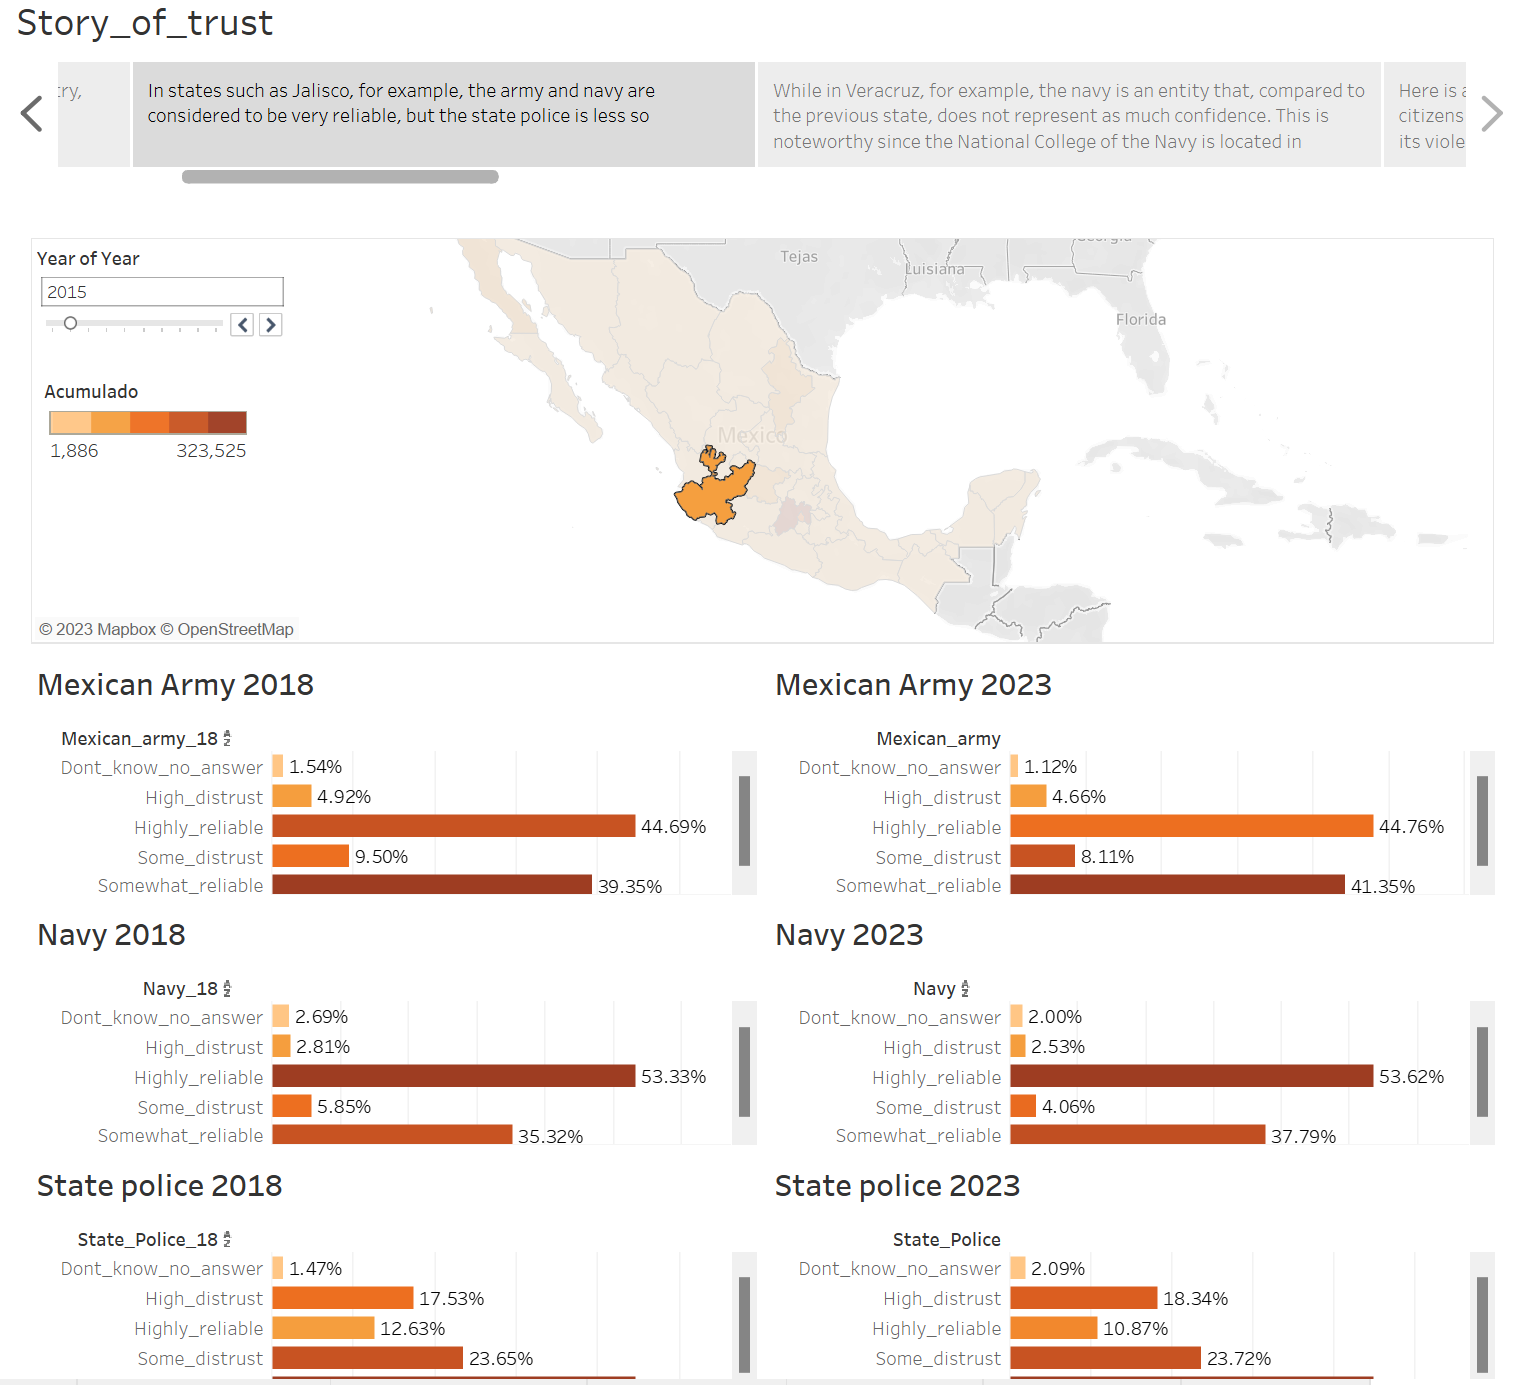 Story_of_trust
try,
In states such as Jalisco, for example, the army and navy are
considered to be very reliable, but the state police is less so
While in Veracruz, for example, the navy is an entity that, compared to
the previous state, does not represent as much confidence. This is
noteworthy since the National College of the Navy is located in
Here is a
citizens
its viole
Year of Year
2015
Acumulado
1,886 323,525
Tejas
Luisiana
Georgia
Florida
Mexico
© 2023 Mapbox © OpenStreetMap
Mexican Army 2018
Mexican_army_18
Dont_know_no_answer 1.54%
High_distrust 4.92%
Highly_reliable 44.69%
Some_distrust 9.50%
Somewhat_reliable 39.35%
Mexican Army 2023
Mexican_army
Dont_know_no_answer 1.12%
High_distrust 4.66%
Highly_reliable 44.76%
Some_distrust 8.11%
Somewhat_reliable 41.35%
Navy 2018
Navy_18
Dont_know_no_answer 2.69%
High_distrust 2.81%
Highly_reliable 53.33%
Some_distrust 5.85%
Somewhat_reliable 35.32%
Navy 2023
Navy
Dont_know_no_answer 2.00%
High_distrust 2.53%
Highly_reliable 53.62%
Some_distrust 4.06%
Somewhat_reliable 37.79%
State police 2018
State_Police_18
Dont_know_no_answer 1.47%
High_distrust 17.53%
Highly_reliable 12.63%
Some_distrust 23.65%
State police 2023
State_Police
Dont_know_no_answer 2.09%
High_distrust 18.34%
Highly_reliable 10.87%
Some_distrust 23.72%